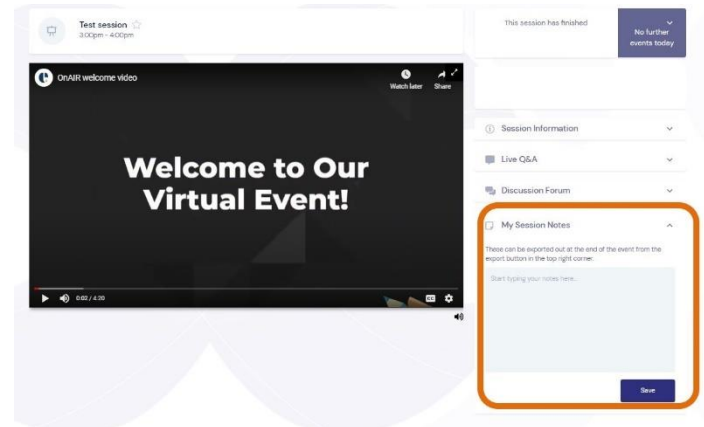 Test session
3:00pm - 4:00pm
OnAIR welcome video
Watch later
Share
Welcome to Our
Virtual Event!
0:02 / 4:20
CC
This session has finished
No further
events today
Session Information
Live Q&A
Discussion Forum
My Session Notes
These can be exported out at the end of the event from the
export button in the top right corner.
Start typing your notes here...
Save